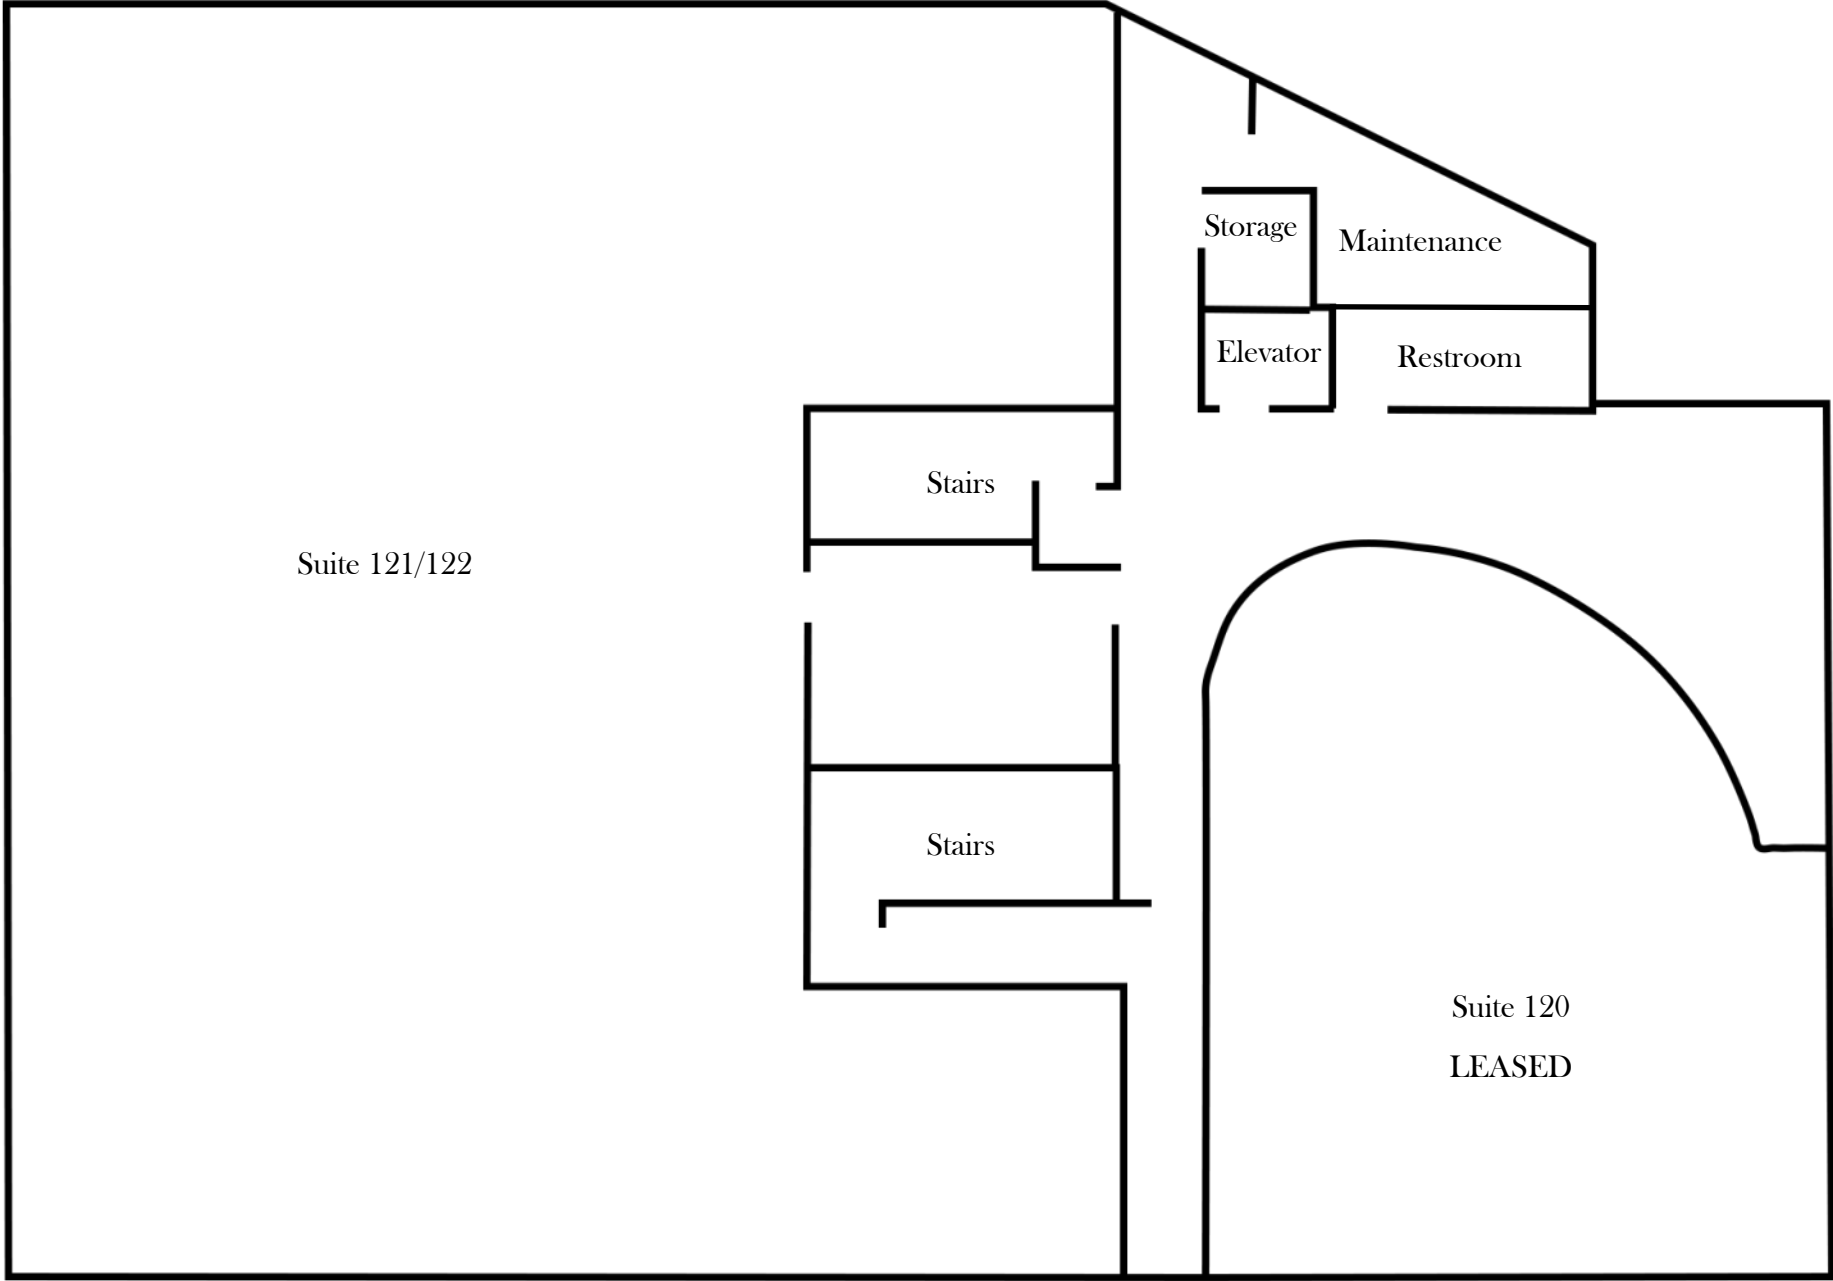 Storage
Maintenance
Elevator
Restroom
Stairs
Suite 121/122
Stairs
Suite 120
LEASED